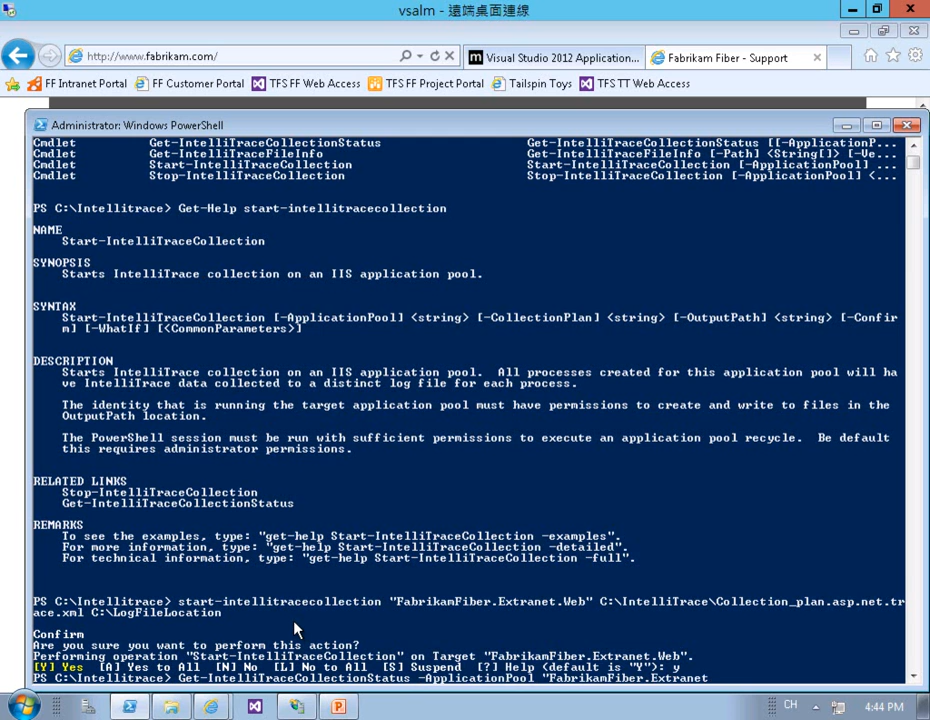 vsalm - 遠端桌面連線
http://www.fabrikam.com/
Visual Studio 2012 Application...
Fabrikam Fiber - Support
FF Intranet Portal
FF Customer Portal
TFS FF Web Access
TFS FF Project Portal
Tailspin Toys
TFS TT Web Access
Administrator: Windows PowerShell
Cmdlet Get-IntelliTraceCollectionStatus Get-IntelliTraceCollectionStatus [[-ApplicationP...
Cmdlet Get-IntelliTraceFileInfo Get-IntelliTraceFileInfo [-Path] <String[]> [-Ve...
Cmdlet Start-IntelliTraceCollection Start-IntelliTraceCollection [-ApplicationPool] ...
Cmdlet Stop-IntelliTraceCollection Stop-IntelliTraceCollection [-ApplicationPool] <...
PS C:\Intellitrace> Get-Help start-intellitracecollection
NAME
Start-IntelliTraceCollection
SYNOPSIS
Starts IntelliTrace collection on an IIS application pool.
SYNTAX
Start-IntelliTraceCollection [-ApplicationPool] <string> [-CollectionPlan] <string> [-OutputPath] <string> [-Confir
m] [-WhatIf] [<CommonParameters>]
DESCRIPTION
Starts IntelliTrace collection on an IIS application pool.  All processes created for this application pool will ha
ve IntelliTrace data collected to a distinct log file for each process.
The identity that is running the target application pool must have permissions to create and write to files in the
OutputPath location.
The PowerShell session must be run with sufficient permissions to execute an application pool recycle.  Be default
this requires administrator permissions.
RELATED LINKS
Stop-IntelliTraceCollection
Get-IntelliTraceCollectionStatus
REMARKS
To see the examples, type: "get-help Start-IntelliTraceCollection -examples".
For more information, type: "get-help Start-IntelliTraceCollection -detailed".
For technical information, type: "get-help Start-IntelliTraceCollection -full".
PS C:\Intellitrace> start-intellitracecollection "FabrikamFiber.Extranet.Web" C:\IntelliTrace\Collection_plan.asp.net.tr
ace.xml C:\LogFileLocation
Confirm
Are you sure you want to perform this action?
Performing operation "Start-IntelliTraceCollection" on Target "FabrikamFiber.Extranet.Web".
[Y] Yes  [A] Yes to All  [N] No  [L] No to All  [S] Suspend  [?] Help (default is "Y"): y
PS C:\Intellitrace> Get-IntelliTraceCollectionStatus -ApplicationPool "FabrikamFiber.Extranet
CH
4:44 PM